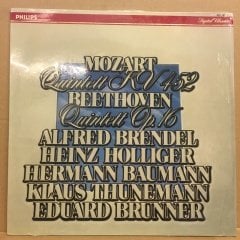 PHILIPS
Digital Classics
MOZART
Quintett KV 452
BEETHOVEN
Quintett Op. 16
ALFRED BRENDEL
HEINZ HOLLIGER
HERMANN BAUMANN
KLAUS THUNEMANN
EDUARD BRUNNER